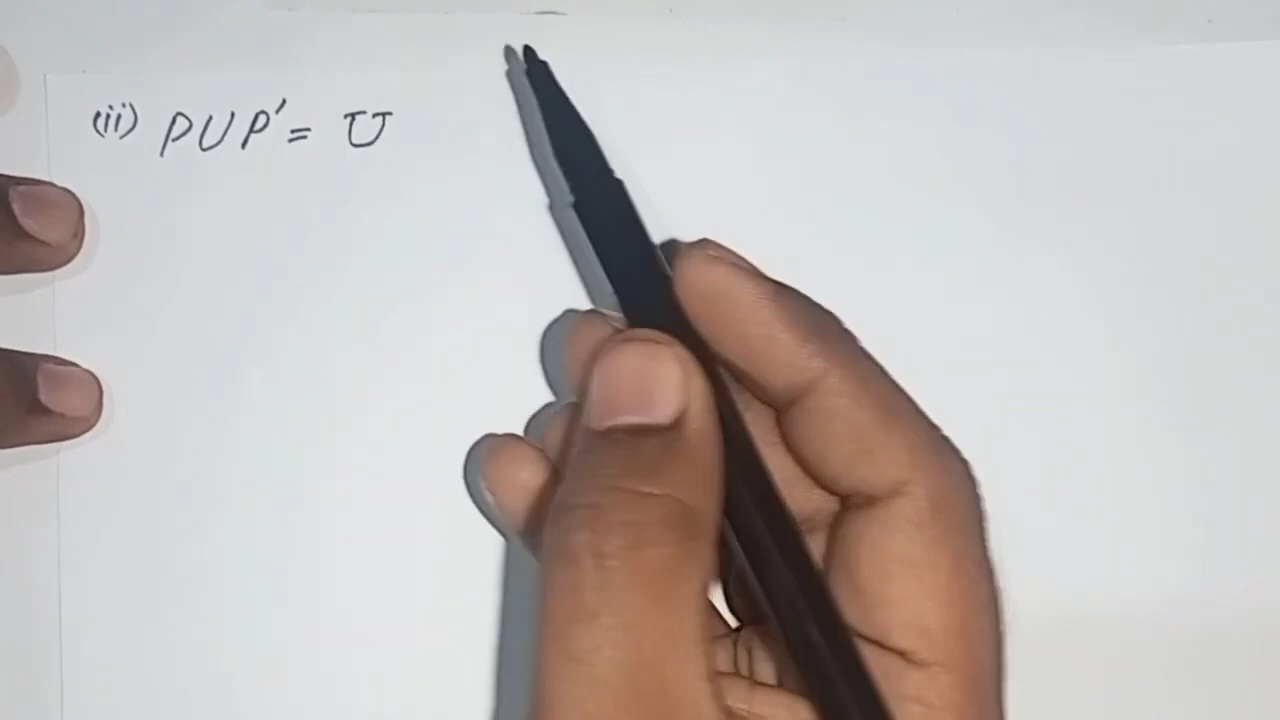 (ii) P∪P' = U